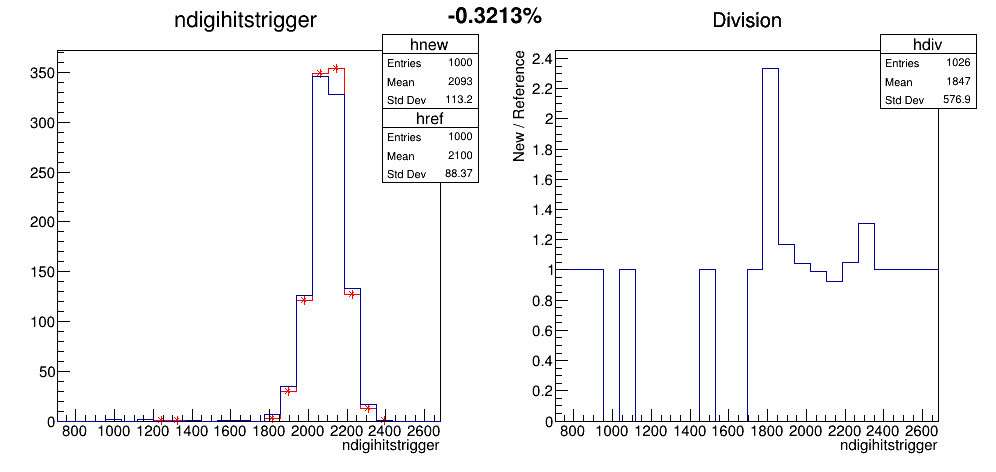 ndigihitstrigger
-0.3213%
Division
hnew
Entries 1000
Mean 2093
Std Dev 113.2
href
Entries 1000
Mean 2100
Std Dev 88.37
350
300
250
200
150
100
50
0
800 1000 1200 1400 1600 1800 2000 2200 2400 2600
ndigihitstrigger
hdiv
Entries 1026
Mean 1847
Std Dev 576.9
New / Reference
2.4
2.2
2
1.8
1.6
1.4
1.2
1
0.8
0.6
0.4
0.2
0
800 1000 1200 1400 1600 1800 2000 2200 2400 2600
ndigihitstrigger